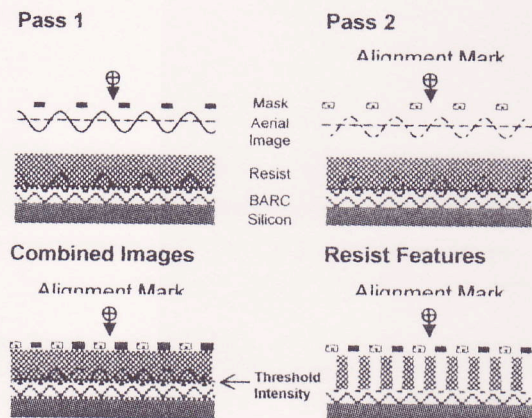 Pass 1
Pass 2
Alignment Mark
Mask
Aerial
Image
Resist
BARC
Silicon
Combined Images
Resist Features
Alignment Mark
Alignment Mark
Threshold
Intensity